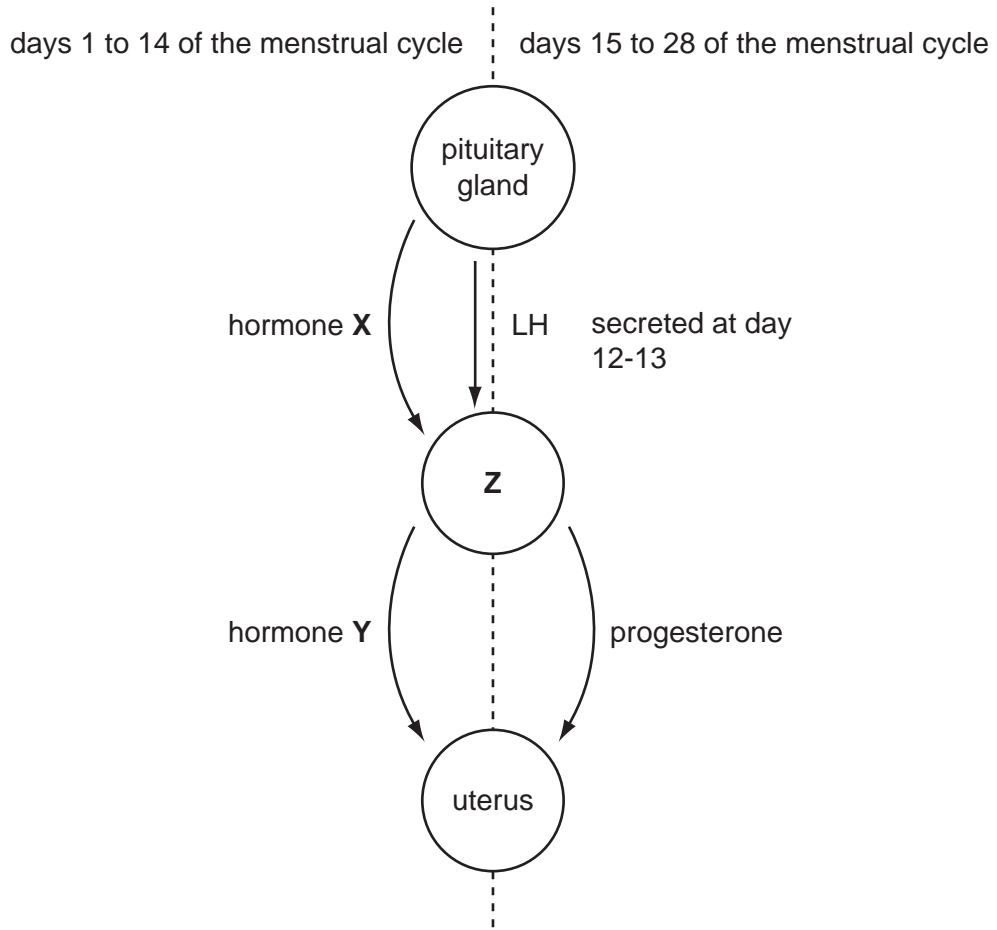 days 1 to 14 of the menstrual cycle
days 15 to 28 of the menstrual cycle
pituitary
gland
hormone X
LH
secreted at day
12-13
Z
hormone Y
progesterone
uterus